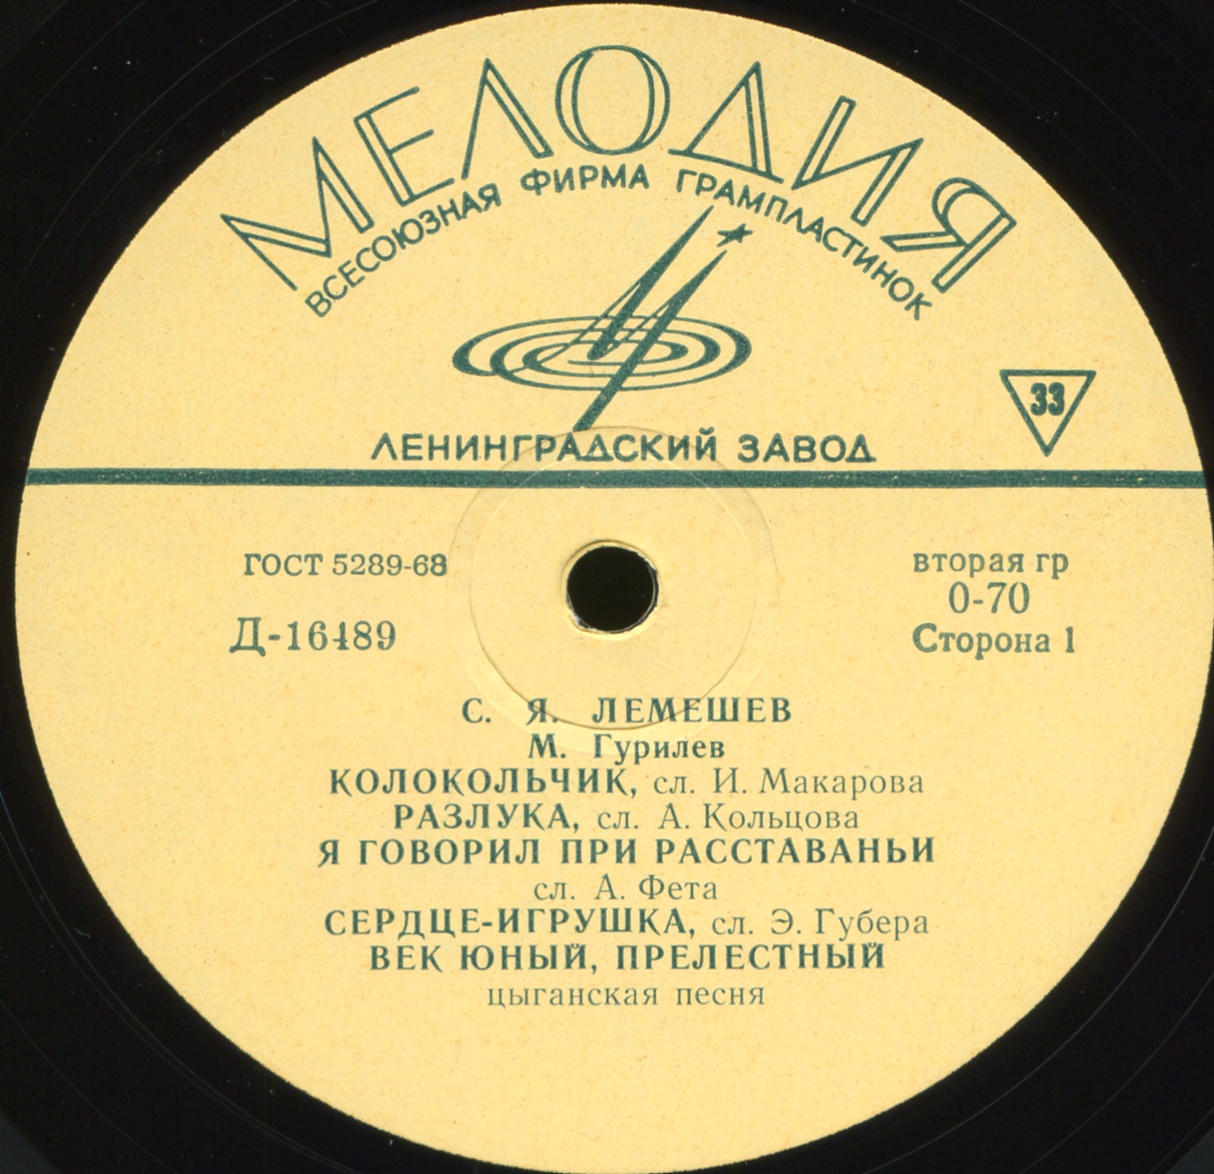 МЕЛОДИЯ
ВСЕСОЮЗНАЯ ФИРМА ГРАМПЛАСТИНОК
33
ЛЕНИНГРАДСКИЙ ЗАВОД
ГОСТ 5289-68
вторая гр
0-70
Д-16489
Сторона 1
С. Я. ЛЕМЕШЕВ
М. Гурилев
КОЛОКОЛЬЧИК, сл. И. Макарова
РАЗЛУКА, сл. А. Кольцова
Я ГОВОРИЛ ПРИ РАССТАВАНЬИ
сл. А. Фета
СЕРДЦЕ-ИГРУШКА, сл. Э. Губера
ВЕК ЮНЫЙ, ПРЕЛЕСТНЫЙ
цыганская песня